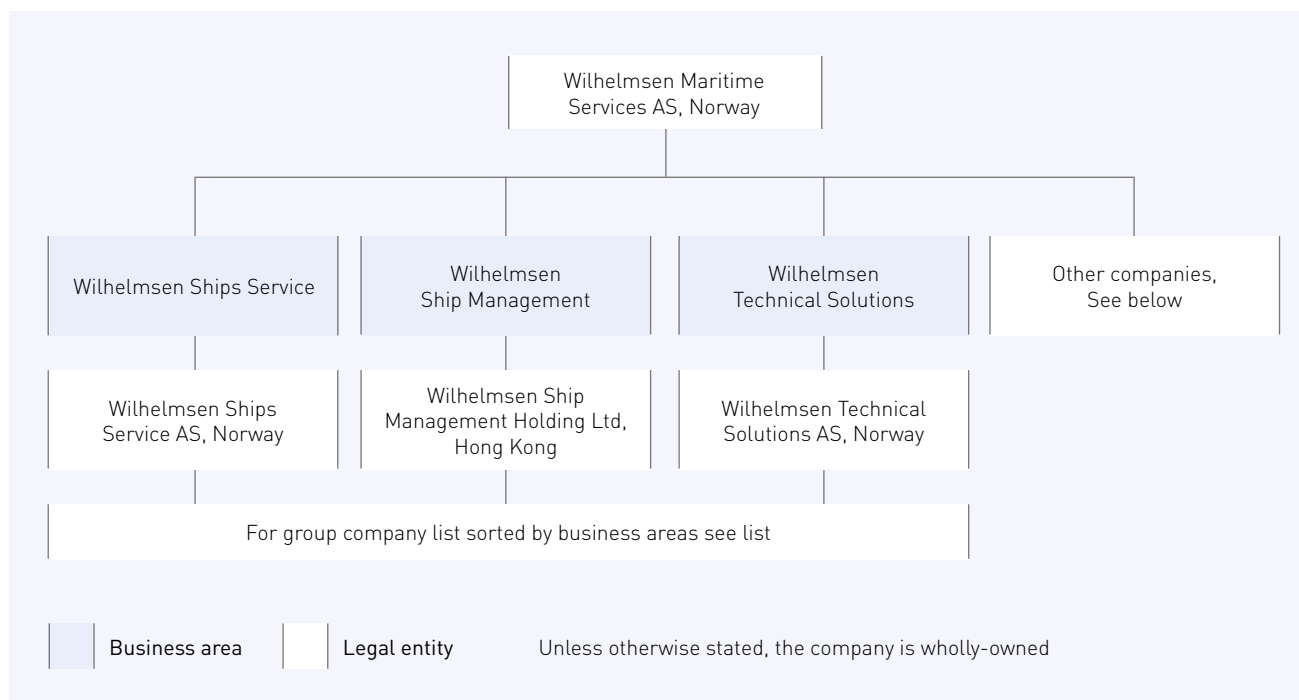 Wilhelmsen Maritime
Services AS, Norway
Wilhelmsen Ships Service
Wilhelmsen
Ship Management
Wilhelmsen
Technical Solutions
Other companies,
See below
Wilhelmsen Ships
Service AS, Norway
Wilhelmsen Ship
Management Holding Ltd,
Hong Kong
Wilhelmsen Technical
Solutions AS, Norway
For group company list sorted by business areas see list
Business area
Legal entity
Unless otherwise stated, the company is wholly-owned